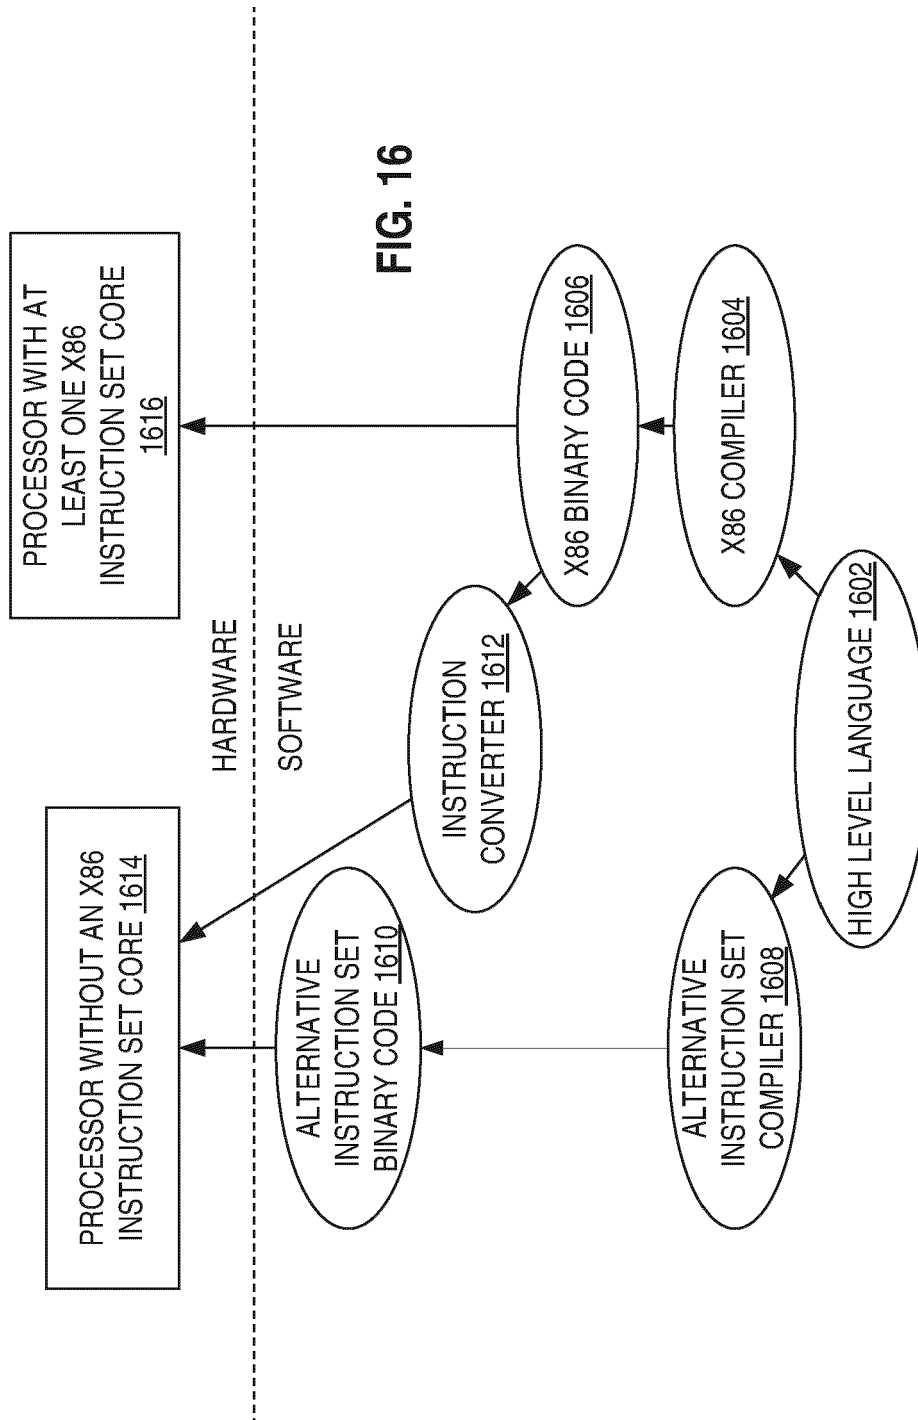 PROCESSOR WITHOUT AN X86
INSTRUCTION SET CORE 1614
PROCESSOR WITH AT
LEAST ONE X86
INSTRUCTION SET CORE
1616
HARDWARE
SOFTWARE
ALTERNATIVE
INSTRUCTION SET
BINARY CODE 1610
INSTRUCTION
CONVERTER 1612
X86 BINARY CODE 1606
ALTERNATIVE
INSTRUCTION SET
COMPILER 1608
X86 COMPILER 1604
HIGH LEVEL LANGUAGE 1602
FIG. 16